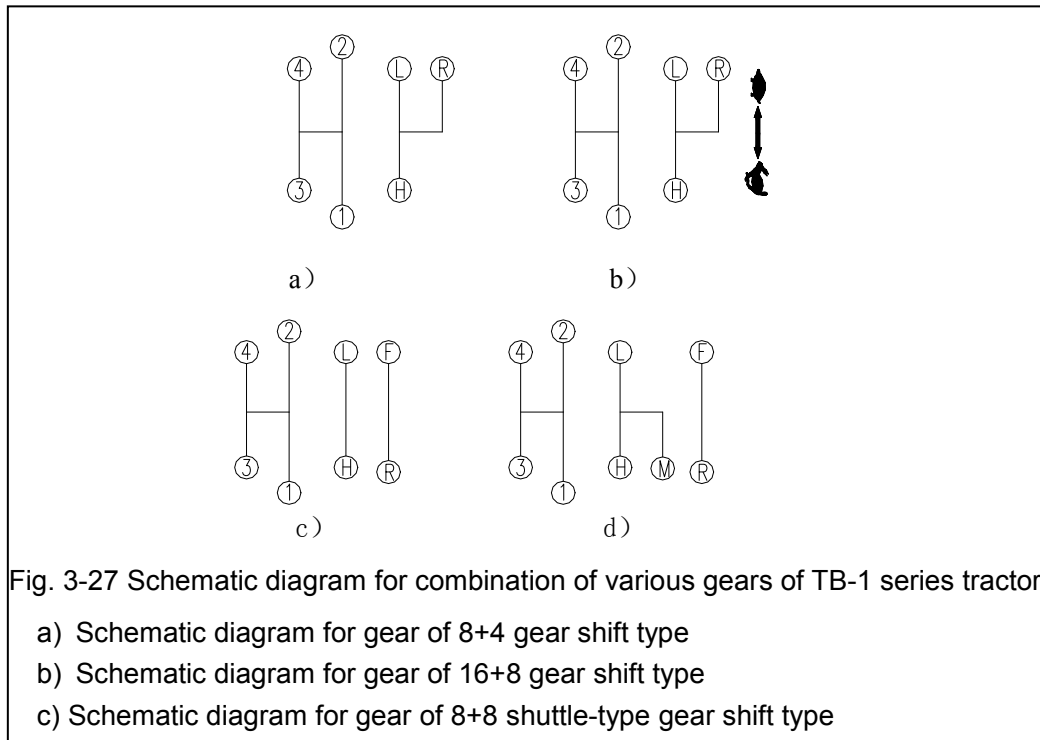 2 2
4 L R 4 L R
3 H 3 H
1 1
a） b）
2 2
4 L F 4 L F
3 H R 3 H M R
1 1
c） d）
Fig. 3-27 Schematic diagram for combination of various gears of TB-1 series tractor
a) Schematic diagram for gear of 8+4 gear shift type
b) Schematic diagram for gear of 16+8 gear shift type
c) Schematic diagram for gear of 8+8 shuttle-type gear shift type